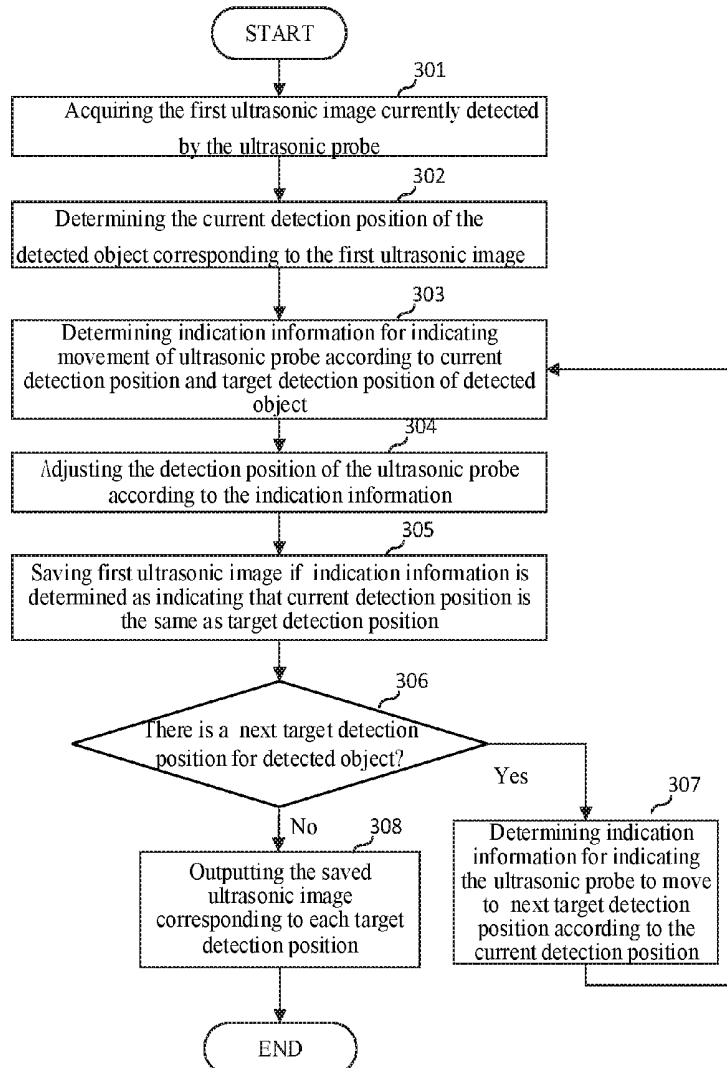 START
301
Acquiring the first ultrasonic image currently detected
by the ultrasonic probe
302
Determining the current detection position of the
detected object corresponding to the first ultrasonic image
303
Determining indication information for indicating
movement of ultrasonic probe according to current
detection position and target detection position of detected
object
304
Adjusting the detection position of the ultrasonic probe
according to the indication information
305
Saving first ultrasonic image if indication information is
determined as indicating that current detection position is
the same as target detection position
306
There is a next target detection
position for detected object?
Yes
307
Determining indication
information for indicating
the ultrasonic probe to move
to next target detection
position according to the
current detection position
No
308
Outputting the saved
ultrasonic image
corresponding to each target
detection position
END